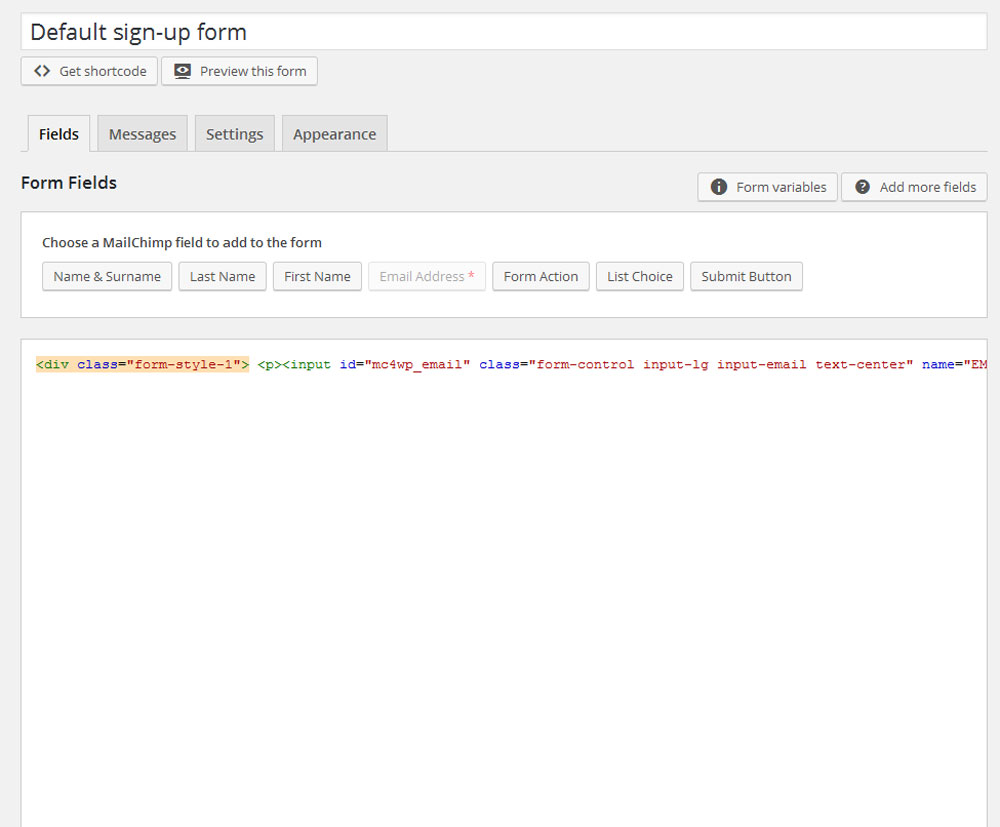 Default sign-up form
Get shortcode Preview this form
Fields Messages Settings Appearance
Form Fields Form variables Add more fields
Choose a MailChimp field to add to the form
Name & Surname Last Name First Name Email Address * Form Action List Choice Submit Button
<div class="form-style-1"> <p><input id="mc4wp_email" class="form-control input-lg input-email text-center" name="EM